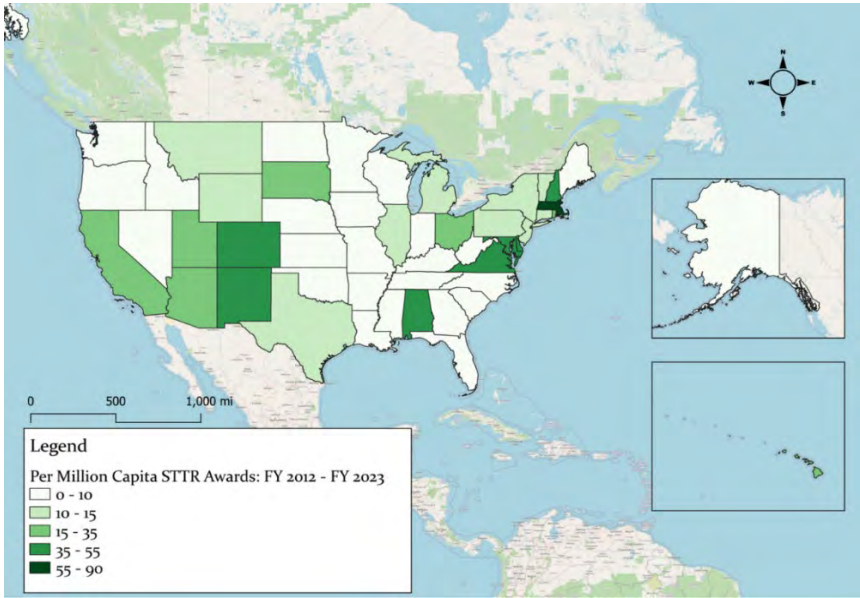 N
W E
S
0 500 1,000 mi
Legend
Per Million Capita STTR Awards: FY 2012 - FY 2023
0 - 10
10 - 15
15 - 35
35 - 55
55 - 90